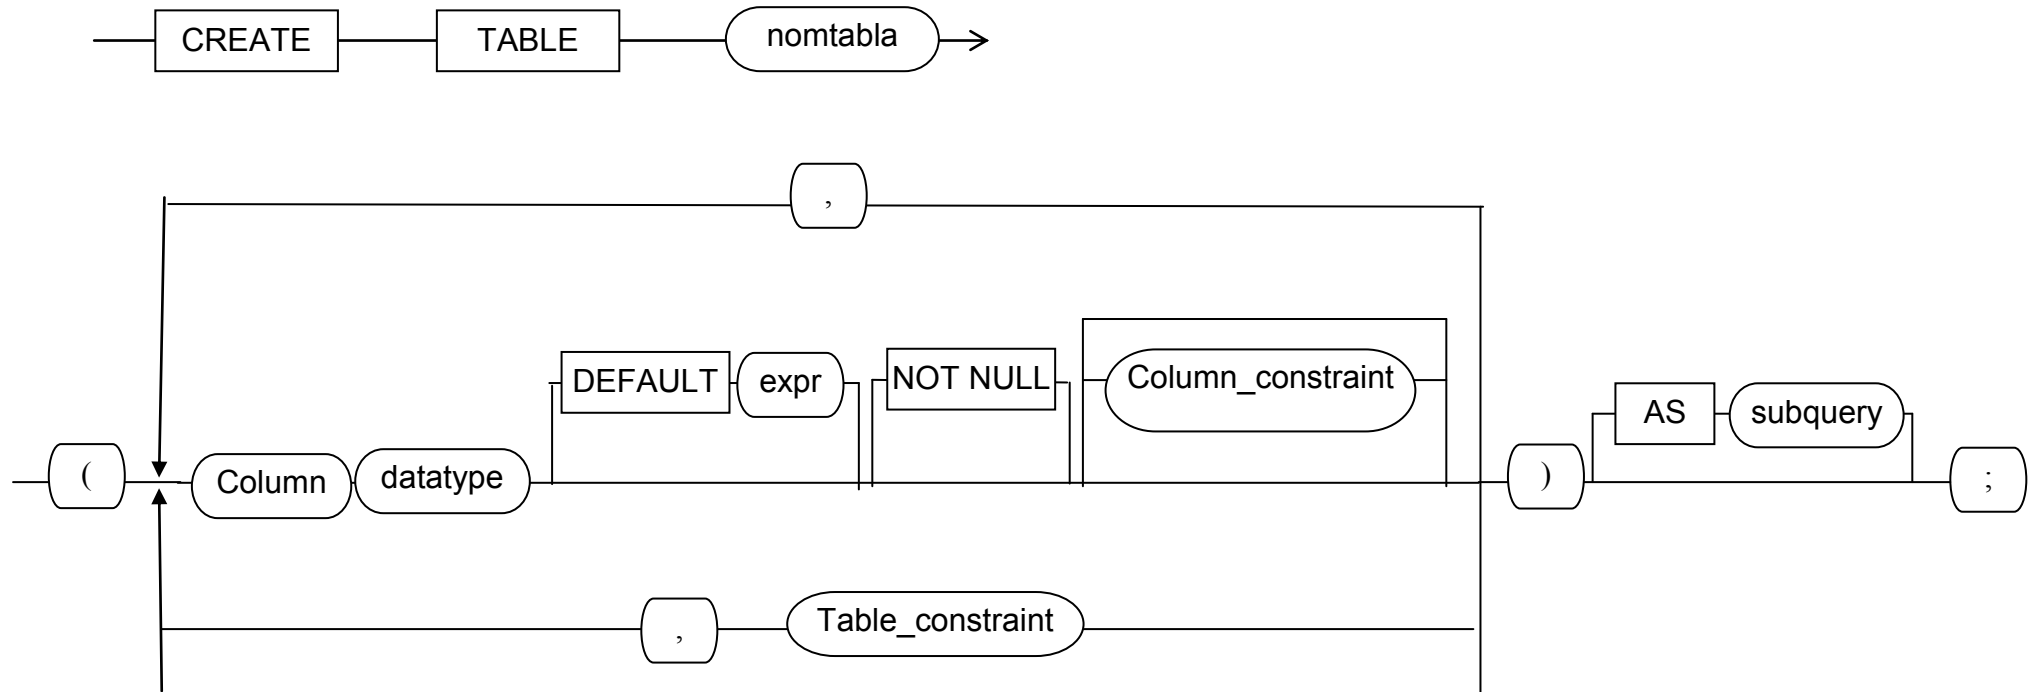 CREATE TABLE nomtabla
,
DEFAULT expr NOT NULL Column_constraint
AS subquery
( Column datatype ) ;
, Table_constraint